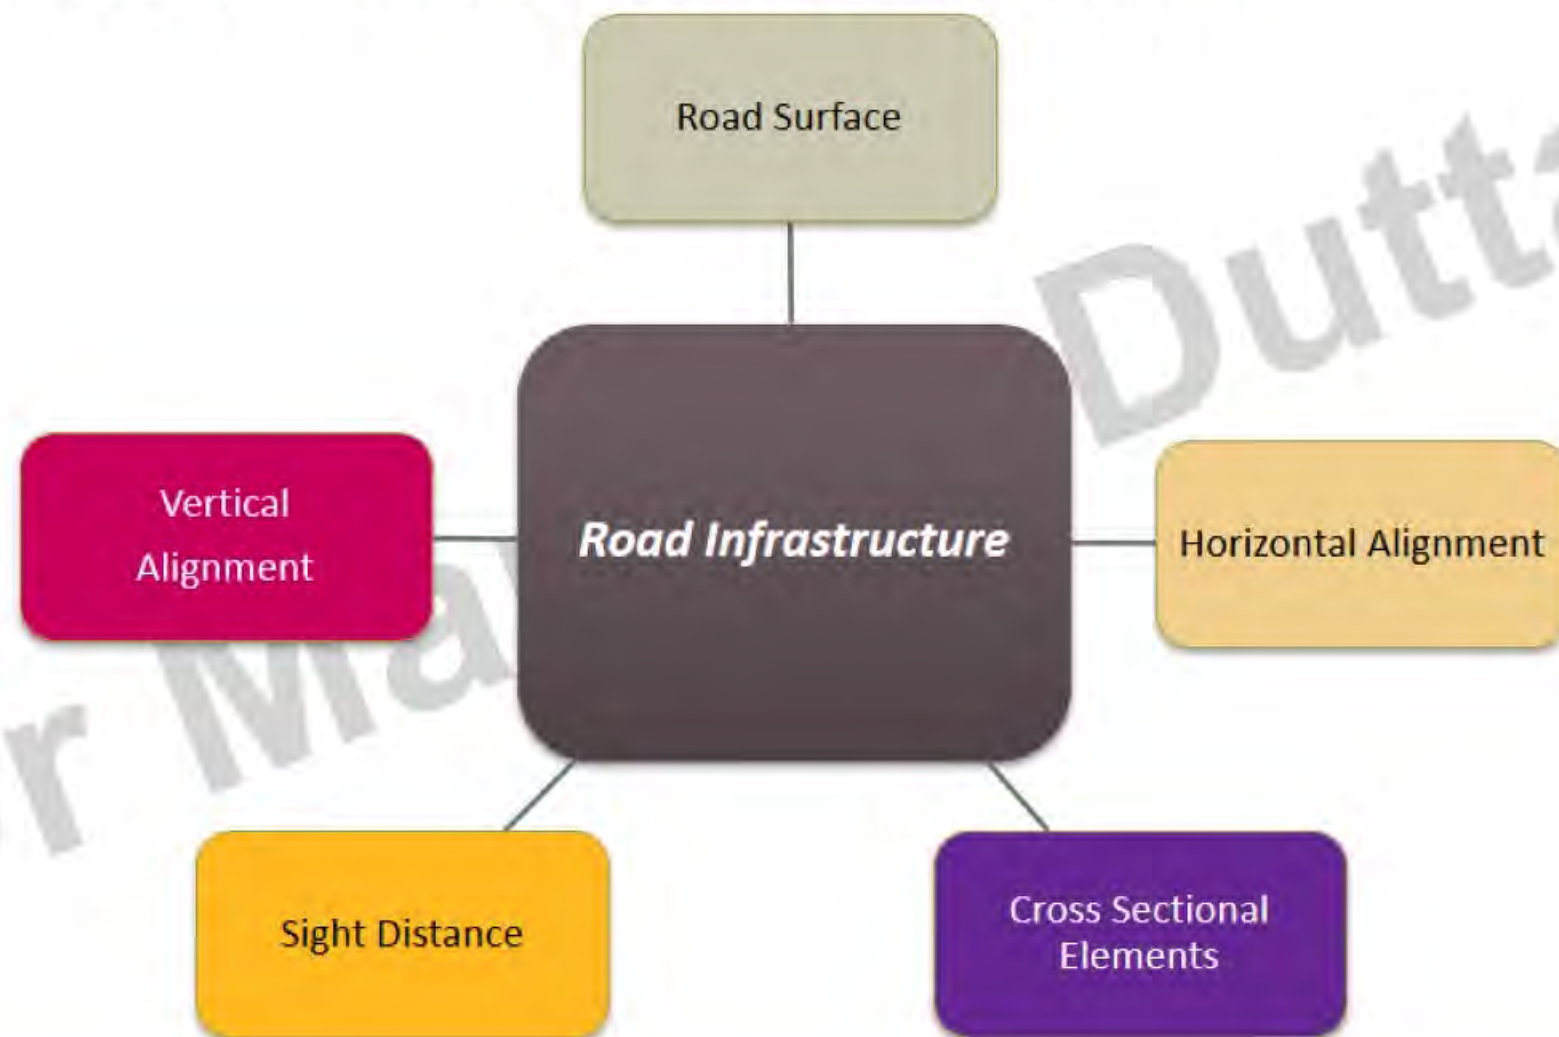 Road Surface
Vertical
Alignment
Road Infrastructure
Horizontal Alignment
Sight Distance
Cross Sectional
Elements